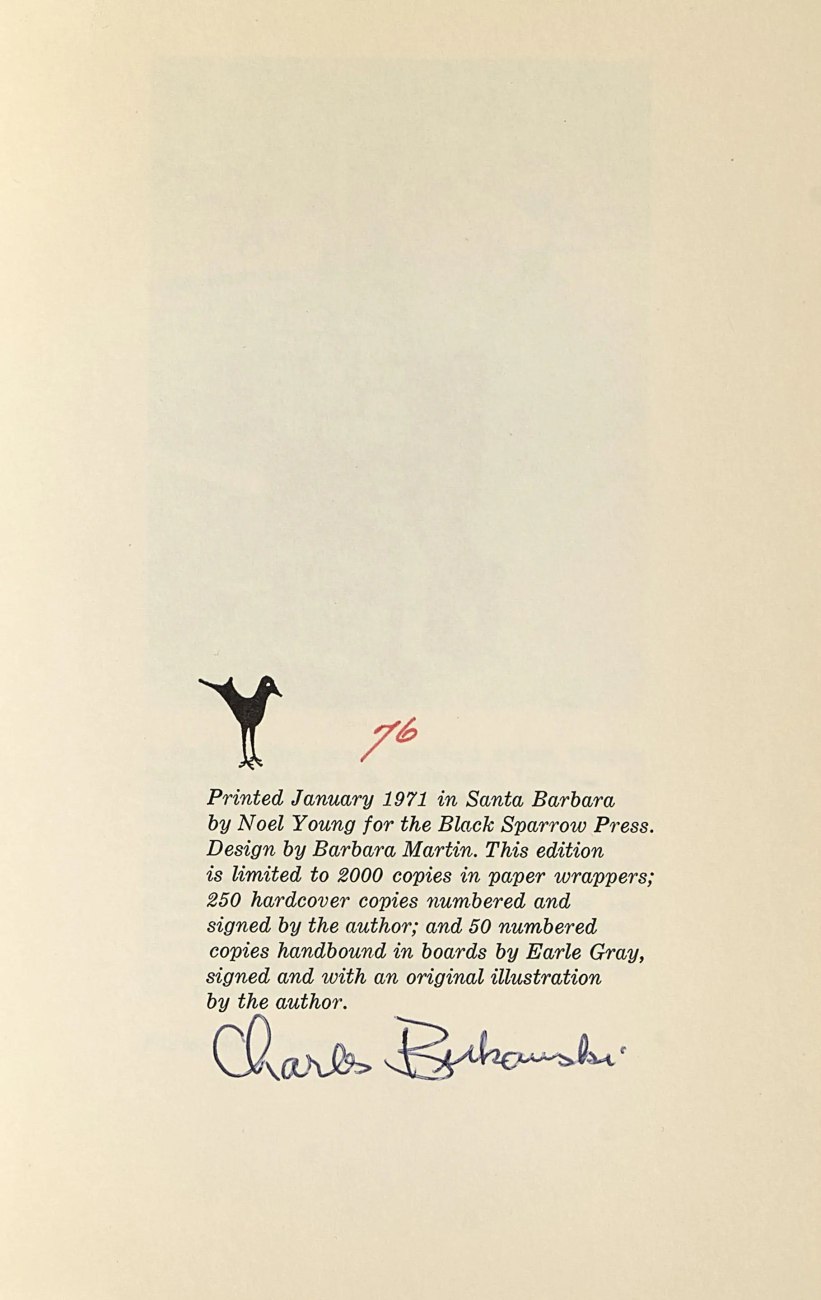 76
Printed January 1971 in Santa Barbara
by Noel Young for the Black Sparrow Press.
Design by Barbara Martin. This edition
is limited to 2000 copies in paper wrappers;
250 hardcover copies numbered and
signed by the author; and 50 numbered
copies handbound in boards by Earle Gray,
signed and with an original illustration
by the author.
Charles Bukowski